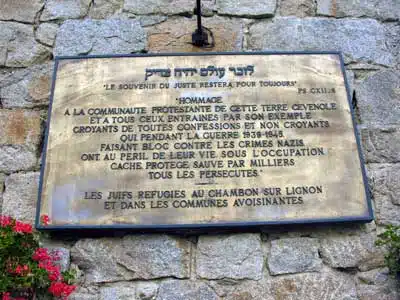 לזכר עולם יהיה צדיק
"LE SOUVENIR DU JUSTE RESTERA POUR TOUJOURS"
PS CXII:6
"HOMMAGE
A LA COMMUNAUTE PROTESTANTE DE CETTE TERRE CEVENOLE
ET A TOUS CEUX ENTRAINES PAR SON EXEMPLE
CROYANTS DE TOUTES CONFESSIONS ET NON CROYANTS
QUI PENDANT LA GUERRE 1939-1945
FAISANT BLOC CONTRE LES CRIMES NAZIS
ONT AU PERIL DE LEUR VIE SOUS L'OCCUPATION
CACHE, PROTEGE, SAUVE PAR MILLIERS
TOUS LES PERSECUTES."
LES JUIFS REFUGIES AU CHAMBON SUR LIGNON
ET DANS LES COMMUNES AVOISINANTES